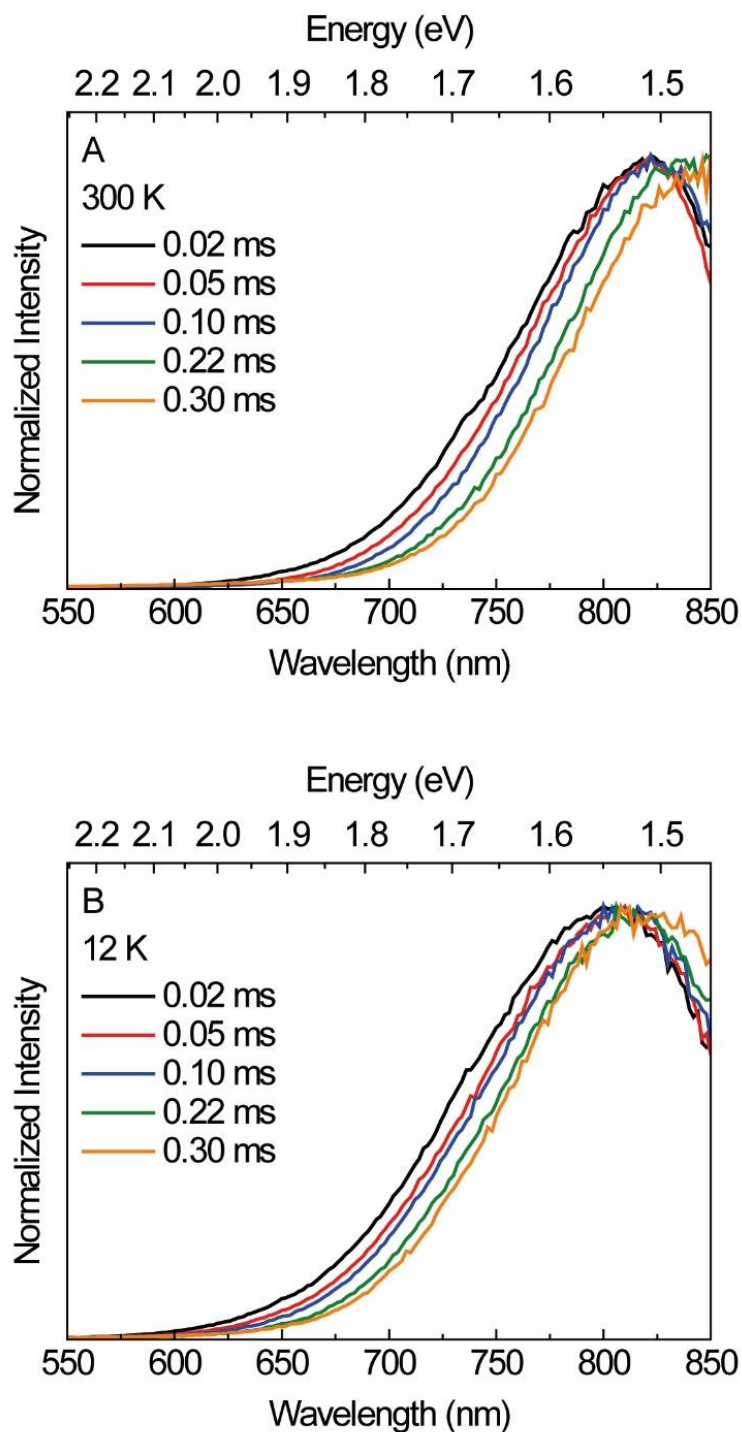 Energy (eV)
2.2 2.1 2.0 1.9 1.8 1.7 1.6 1.5
A
300 K
0.02 ms
0.05 ms
0.10 ms
0.22 ms
0.30 ms
Normalized Intensity
550 600 650 700 750 800 850
Wavelength (nm)
Energy (eV)
2.2 2.1 2.0 1.9 1.8 1.7 1.6 1.5
B
12 K
0.02 ms
0.05 ms
0.10 ms
0.22 ms
0.30 ms
Normalized Intensity
550 600 650 700 750 800 850
Wavelength (nm)